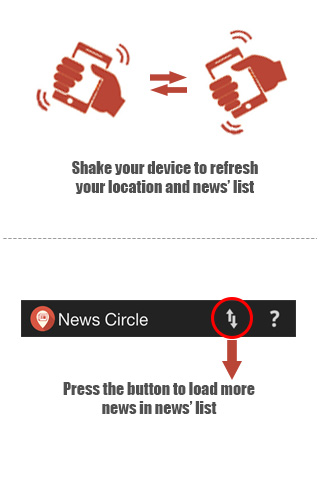 Shake your device to refresh
your location and news' list
News Circle
?
Press the button to load more
news in news' list